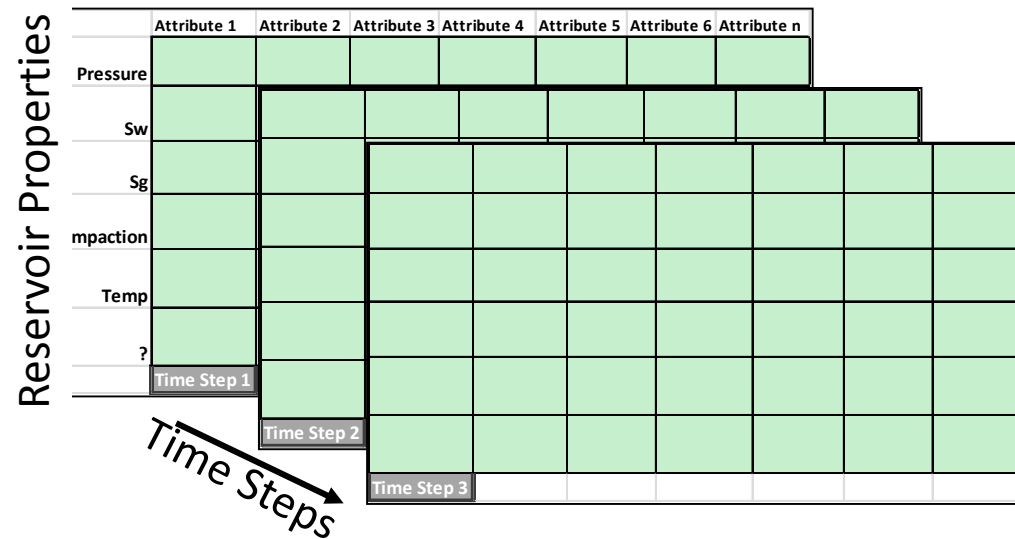 Reservoir Properties
Attribute 1 Attribute 2 Attribute 3 Attribute 4 Attribute 5 Attribute 6 Attribute n
Pressure
Sw
Sg
mpaction
Temp
?
Time Step 1
Time Step 2
Time Step 3
Time Steps